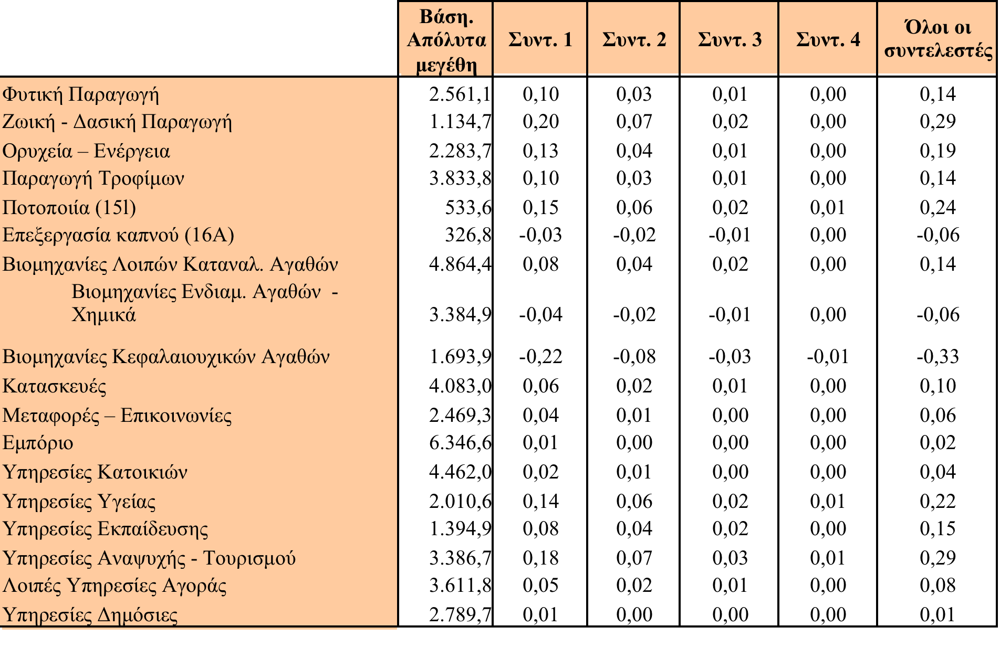 Βάση. Απόλυτα μεγέθη Συντ. 1 Συντ. 2 Συντ. 3 Συντ. 4 Όλοι οι συντελεστές
Φυτική Παραγωγή 2.561,1 0,10 0,03 0,01 0,00 0,14
Ζωική - Δασική Παραγωγή 1.134,7 0,20 0,07 0,02 0,00 0,29
Ορυχεία – Ενέργεια 2.283,7 0,13 0,04 0,01 0,00 0,19
Παραγωγή Τροφίμων 3.833,8 0,10 0,03 0,01 0,00 0,14
Ποτοποιία (15l) 533,6 0,15 0,06 0,02 0,01 0,24
Επεξεργασία καπνού (16Α) 326,8 -0,03 -0,02 -0,01 0,00 -0,06
Βιομηχανίες Λοιπών Καταναλ. Αγαθών 4.864,4 0,08 0,04 0,02 0,00 0,14
Βιομηχανίες Ενδιαμ. Αγαθών -
Χημικά 3.384,9 -0,04 -0,02 -0,01 0,00 -0,06
Βιομηχανίες Κεφαλαιουχικών Αγαθών 1.693,9 -0,22 -0,08 -0,03 -0,01 -0,33
Κατασκευές 4.083,0 0,06 0,02 0,01 0,00 0,10
Μεταφορές – Επικοινωνίες 2.469,3 0,04 0,01 0,00 0,00 0,06
Εμπόριο 6.346,6 0,01 0,00 0,00 0,00 0,02
Υπηρεσίες Κατοικιών 4.462,0 0,02 0,01 0,00 0,00 0,04
Υπηρεσίες Υγείας 2.010,6 0,14 0,06 0,02 0,01 0,22
Υπηρεσίες Εκπαίδευσης 1.394,9 0,08 0,04 0,02 0,00 0,15
Υπηρεσίες Αναψυχής - Τουρισμού 3.386,7 0,18 0,07 0,03 0,01 0,29
Λοιπές Υπηρεσίες Αγοράς 3.611,8 0,05 0,02 0,01 0,00 0,08
Υπηρεσίες Δημόσιες 2.789,7 0,01 0,00 0,00 0,00 0,01